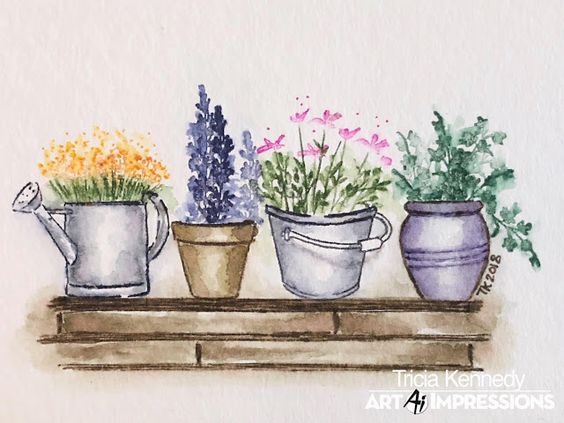 TK2018
Tricia Kennedy
ART Ai IMPRESSIONS